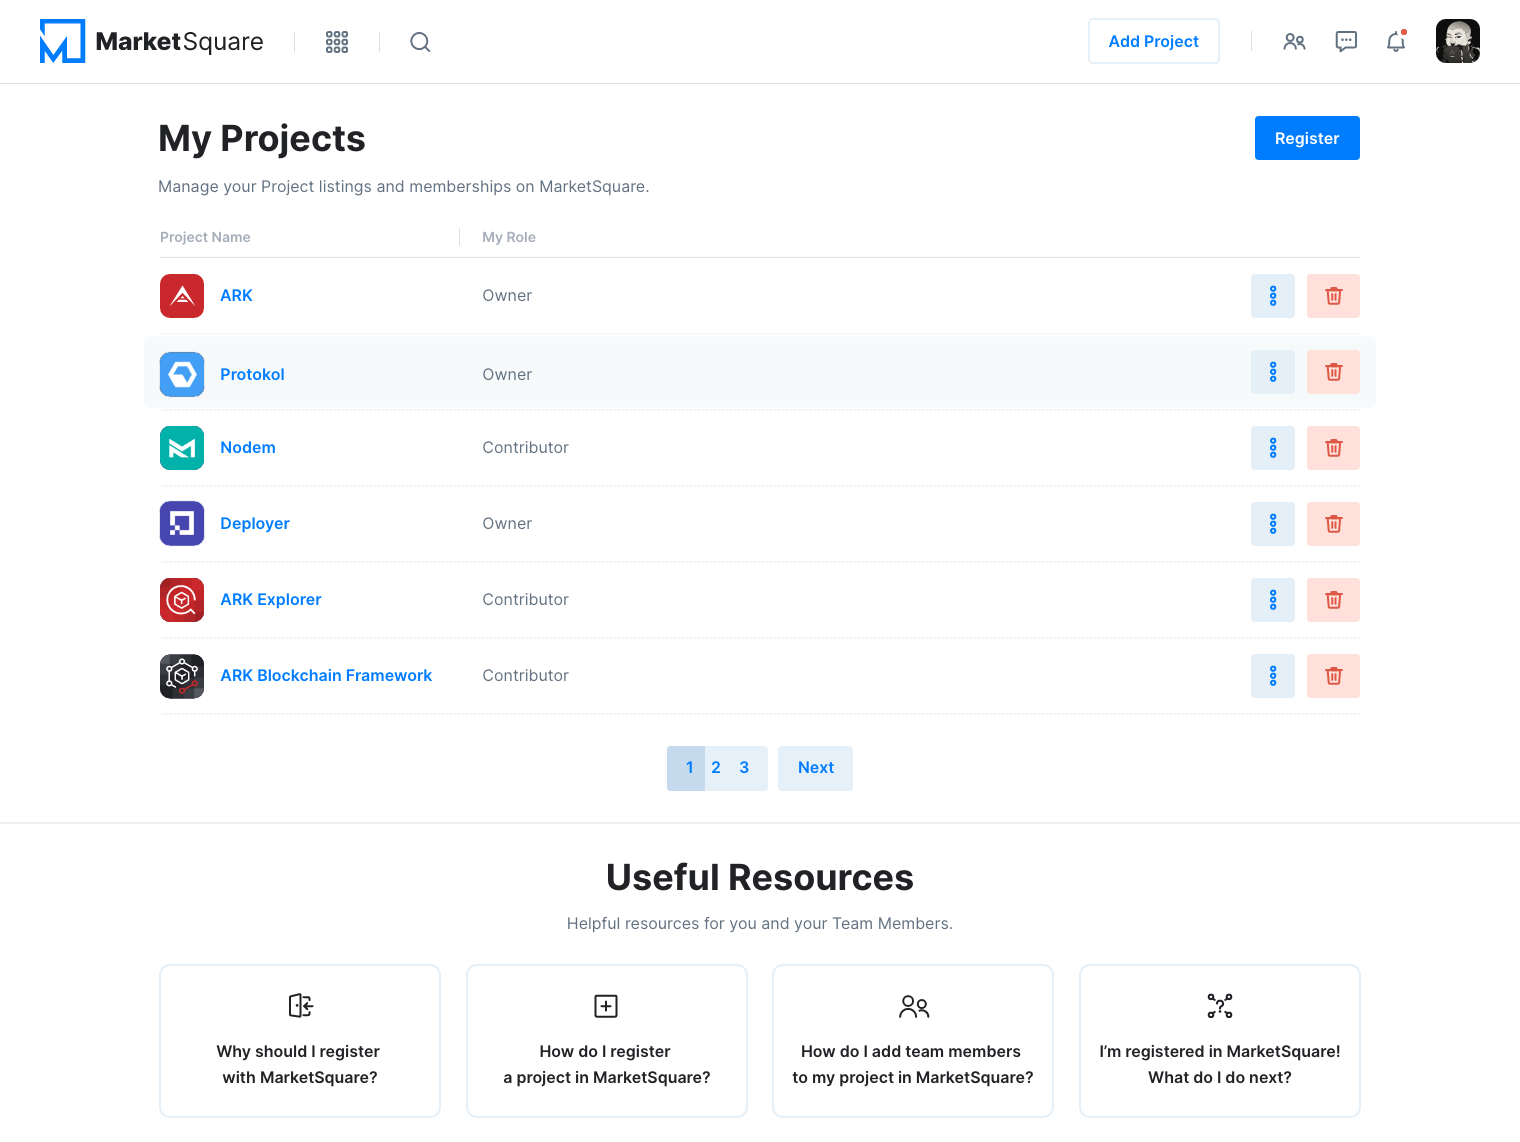 MarketSquare
Add Project
My Projects
Register
Manage your Project listings and memberships on MarketSquare.
Project Name
My Role
ARK
Owner
Protokol
Owner
Nodem
Contributor
Deployer
Owner
ARK Explorer
Contributor
ARK Blockchain Framework
Contributor
1 2 3 Next
Useful Resources
Helpful resources for you and your Team Members.
Why should I register
with MarketSquare?
How do I register
a project in MarketSquare?
How do I add team members
to my project in MarketSquare?
I’m registered in MarketSquare!
What do I do next?